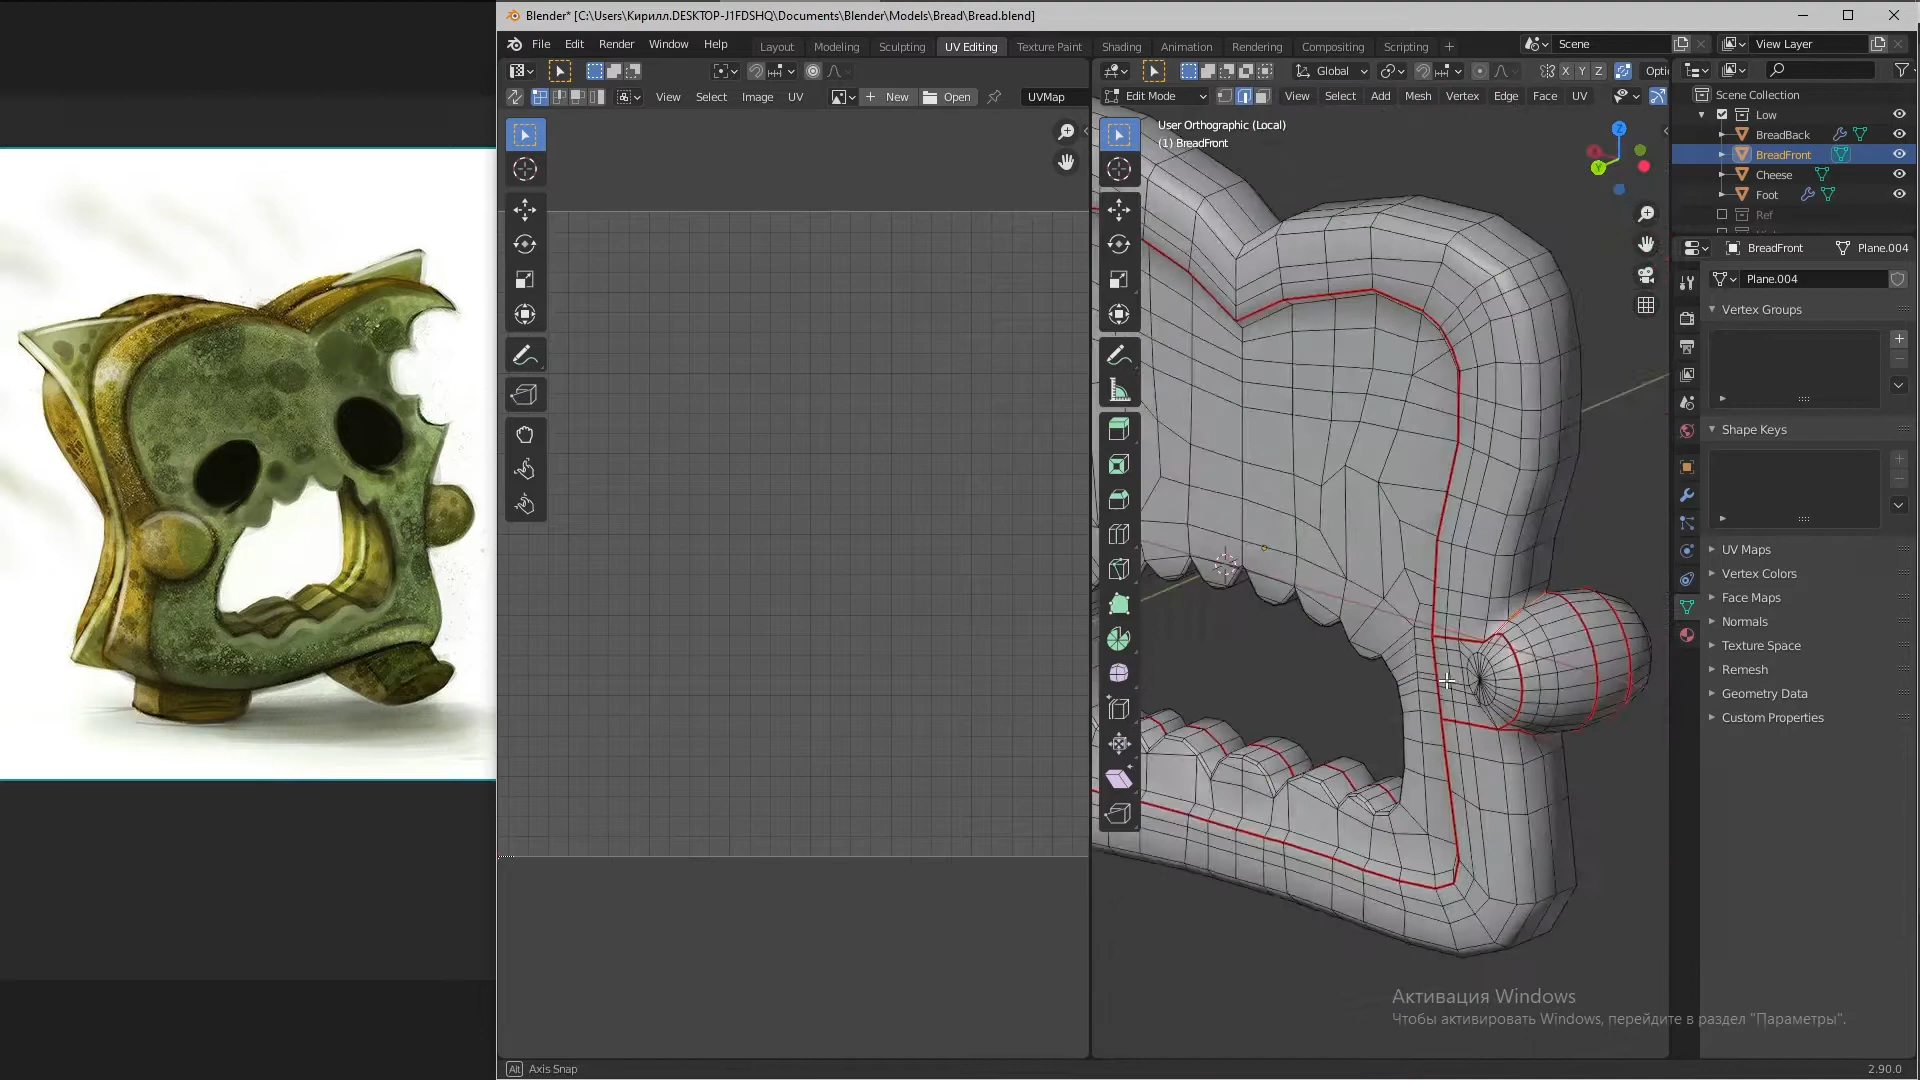 Blender* [C:\Users\Кирилл.DESKTOP-J1FDSHQ\Documents\Blender\Models\Bread\Bread.blend]
File Edit Render Window Help Layout Modeling Sculpting UV Editing Texture Paint Shading Animation Rendering Compositing Scripting + Scene View Layer
Global X Y Z Opti
View Select Image UV New Open UVMap
Edit Mode View Select Add Mesh Vertex Edge Face UV
User Orthographic (Local)
(1) BreadFront
Z
Y
Scene Collection
Low
BreadBack
BreadFront
Cheese
Foot
Ref
BreadFront Plane.004
Plane.004
Vertex Groups
Shape Keys
UV Maps
Vertex Colors
Face Maps
Normals
Texture Space
Remesh
Geometry Data
Custom Properties
Активация Windows
Чтобы активировать Windows, перейдите в раздел "Параметры".
Alt Axis Snap
2.90.0